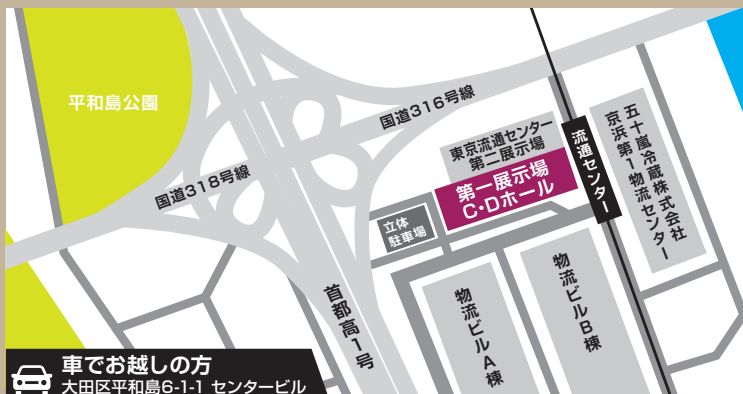 平和島公園
国道316号線
国道318号線
東京流通センター
第二展示場
第一展示場
C・Dホール
流通センター
五十嵐冷蔵株式会社
京浜第1物流センター
立体
駐車場
首都高1号
物流ビルA棟
物流ビルB棟
車でお越しの方
大田区平和島6-1-1 センタービル